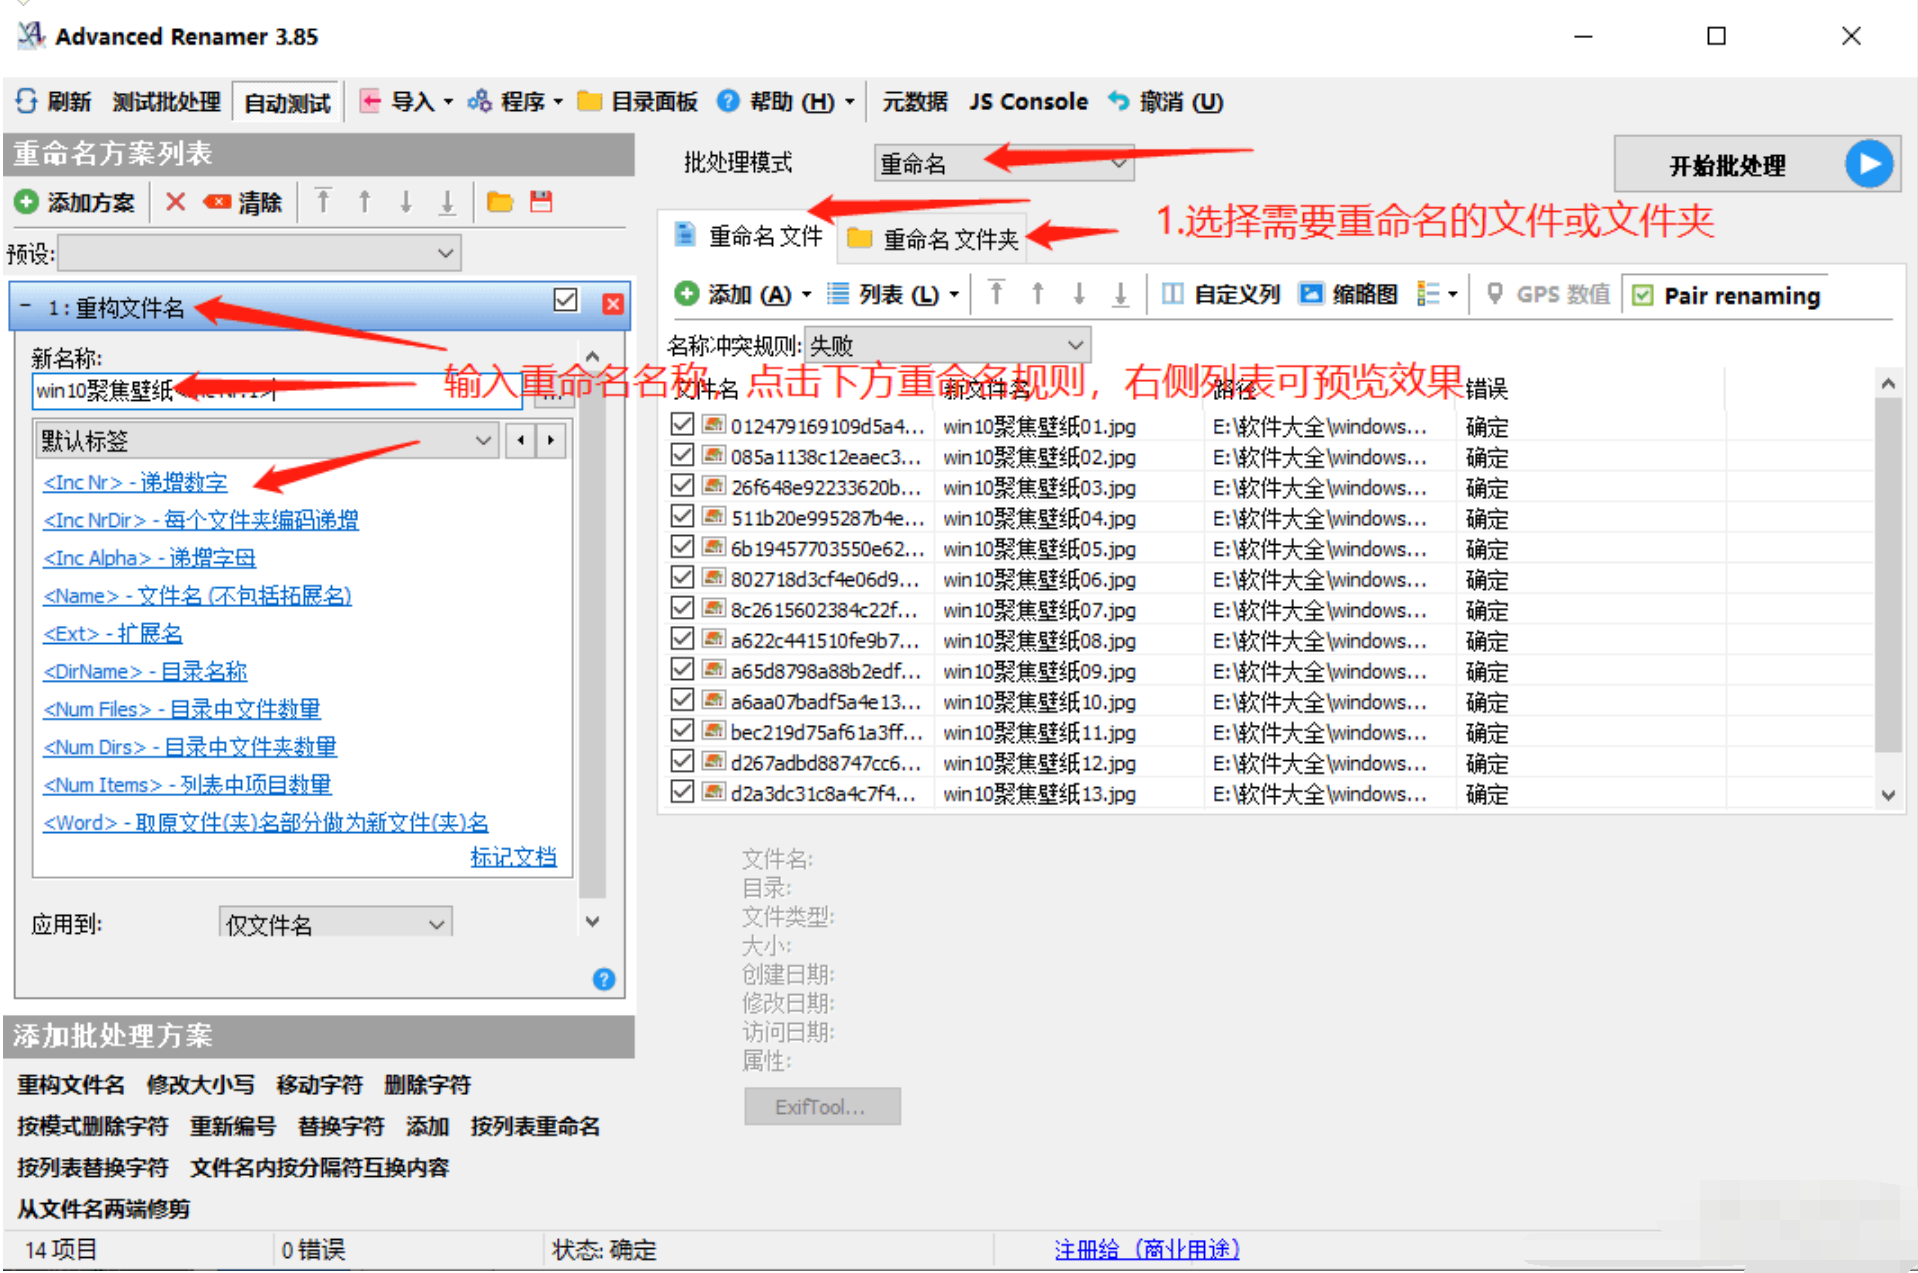 Advanced Renamer 3.85
刷新 测试批处理 自动测试 导入 程序 目录面板 帮助 (H) 元数据 JS Console 撤消 (U)
重命名方案列表
添加方案 清除
预设:
1 : 重构文件名
新名称:
win10聚焦壁纸
默认标签
<Inc Nr> - 递增数字
<Inc NrDir> - 每个文件夹编码递增
<Inc Alpha> - 递增字母
<Name> - 文件名 (不包括拓展名)
<Ext> - 扩展名
<DirName> - 目录名称
<Num Files> - 目录中文件数量
<Num Dirs> - 目录中文件夹数量
<Num Items> - 列表中项目数量
<Word> - 取原文件(夹)名部分做为新文件(夹)名
标记文档
应用到: 仅文件名
添加批处理方案
重构文件名 修改大小写 移动字符 删除字符
按模式删除字符 重新编号 替换字符 添加 按列表重命名
按列表替换字符 文件名内按分隔符互换内容
从文件名两端修剪
批处理模式 重命名 开始批处理
1.选择需要重命名的文件或文件夹
重命名 文件 重命名 文件夹
添加 (A) 列表 (L) 自定义列 缩略图 GPS 数值 Pair renaming
名称冲突规则: 失败
输入重命名名称，点击下方重命名规则，右侧列表可预览效果
文件名 新文件名 路径 错误
012479169109d5a4... win10聚焦壁纸01.jpg E:\软件大全\windows... 确定
085a1138c12eaec3... win10聚焦壁纸02.jpg E:\软件大全\windows... 确定
26f648e92233620b... win10聚焦壁纸03.jpg E:\软件大全\windows... 确定
511b20e995287b4e... win10聚焦壁纸04.jpg E:\软件大全\windows... 确定
6b19457703550e62... win10聚焦壁纸05.jpg E:\软件大全\windows... 确定
802718d3cf4e06d9... win10聚焦壁纸06.jpg E:\软件大全\windows... 确定
8c2615602384c22f... win10聚焦壁纸07.jpg E:\软件大全\windows... 确定
a622c441510fe9b7... win10聚焦壁纸08.jpg E:\软件大全\windows... 确定
a65d8798a88b2edf... win10聚焦壁纸09.jpg E:\软件大全\windows... 确定
a6aa07badf5a4e13... win10聚焦壁纸10.jpg E:\软件大全\windows... 确定
bec219d75af61a3ff... win10聚焦壁纸11.jpg E:\软件大全\windows... 确定
d267adbd88747cc6... win10聚焦壁纸12.jpg E:\软件大全\windows... 确定
d2a3dc31c8a4c7f4... win10聚焦壁纸13.jpg E:\软件大全\windows... 确定
文件名:
目录:
文件类型:
大小:
创建日期:
修改日期:
访问日期:
属性:
ExifTool...
14 项目 0 错误 状态: 确定 注册给（商业用途）